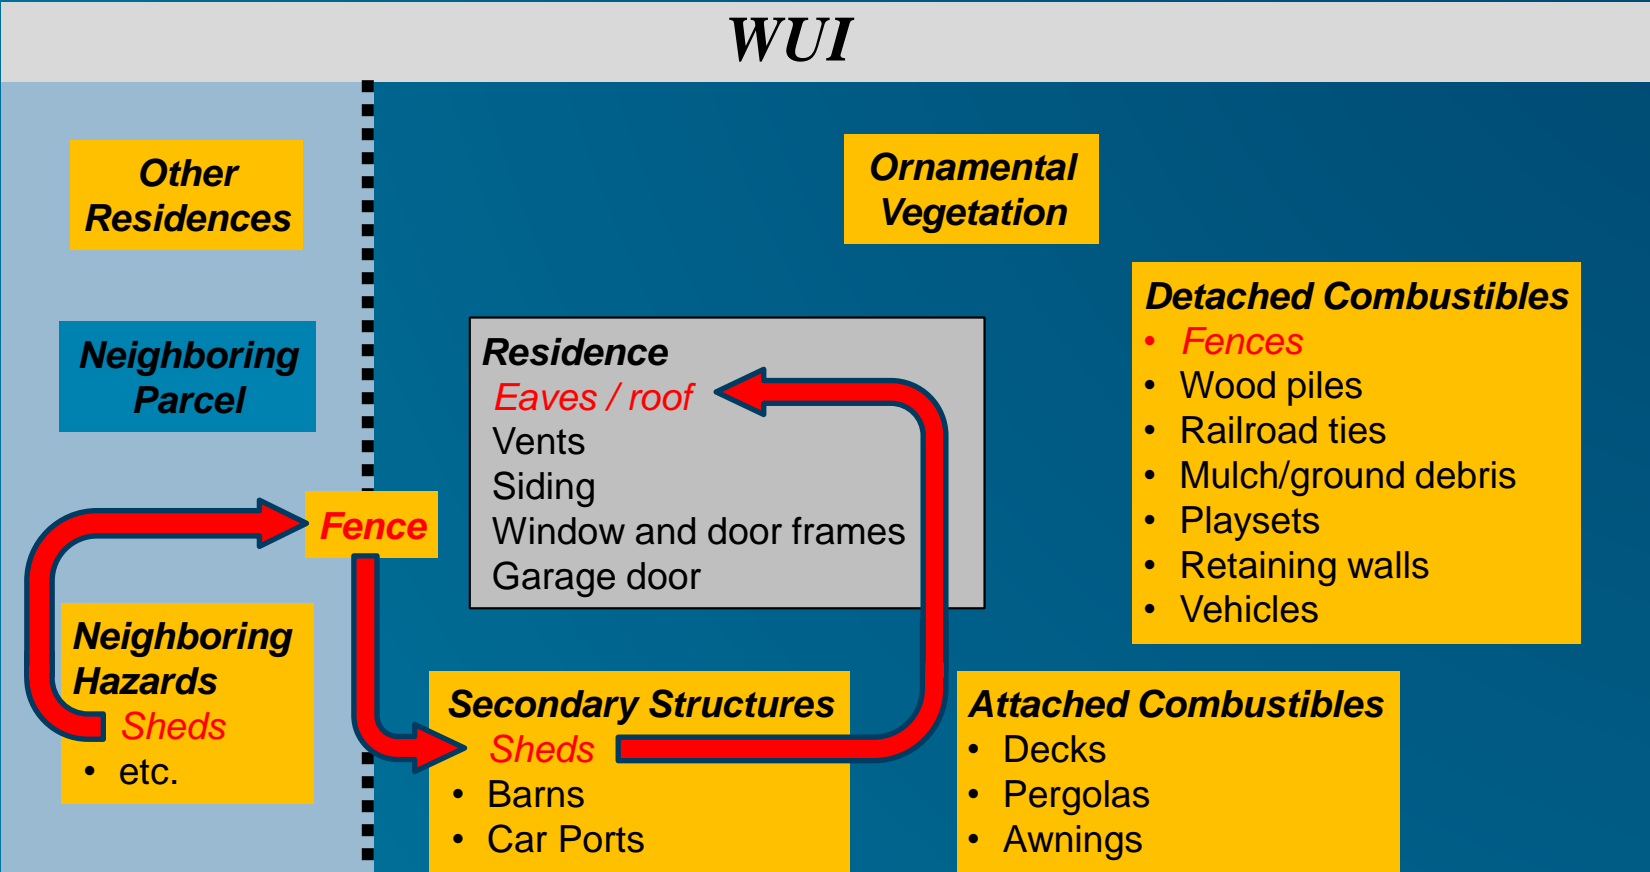 WUI
Other
Residences
Neighboring
Parcel
Fence
Neighboring
Hazards
Sheds
• etc.
Ornamental
Vegetation
Residence
Eaves / roof
Vents
Siding
Window and door frames
Garage door
Detached Combustibles
• Fences
• Wood piles
• Railroad ties
• Mulch/ground debris
• Playsets
• Retaining walls
• Vehicles
Secondary Structures
Sheds
• Barns
• Car Ports
Attached Combustibles
• Decks
• Pergolas
• Awnings